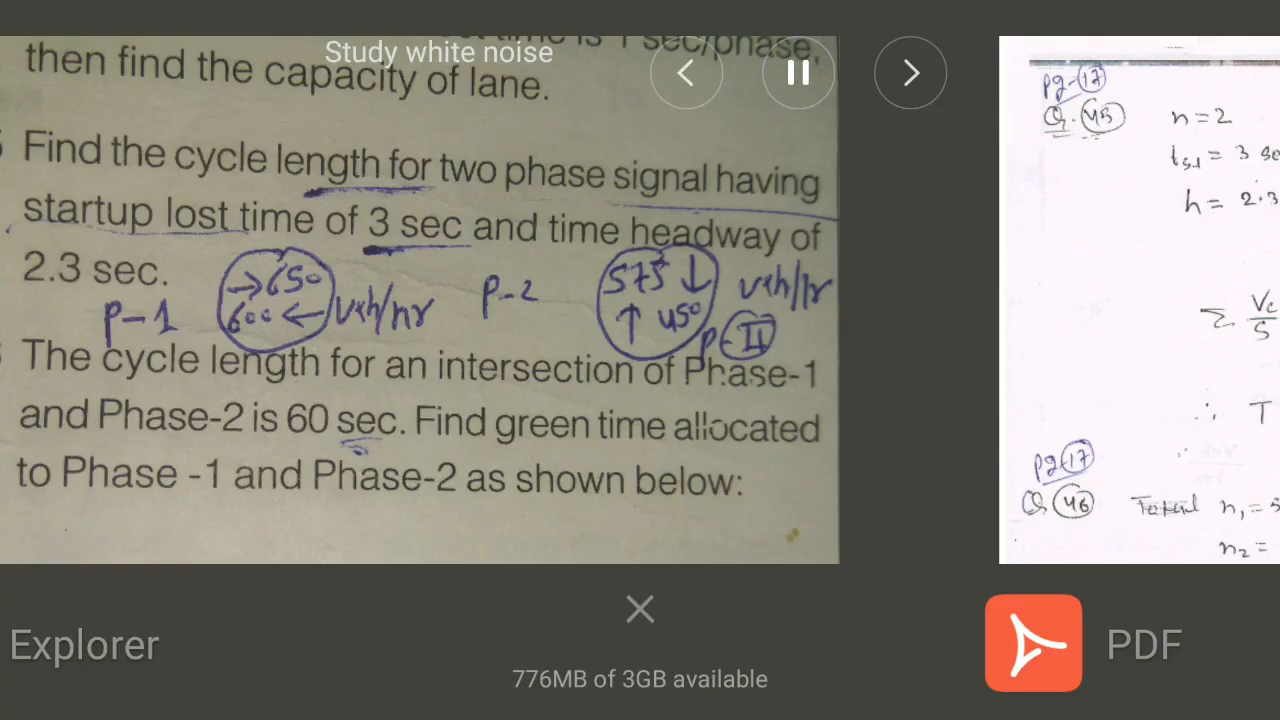 Study white noise
then find the capacity of lane.
Find the cycle length for two phase signal having
startup lost time of 3 sec and time headway of
2.3 sec.
P-1 →650 600← veh/hr P-2 575↓ ↑450 veh/hr
P-II
The cycle length for an intersection of Phase-1
and Phase-2 is 60 sec. Find green time allocated
to Phase -1 and Phase-2 as shown below:
Pg-17
Q.45 n = 2
tsl = 3
h = 2.3
Σ Vc/S
∴ T
Pg-17
Q.46 n1 =
n2 =
Explorer
PDF
776MB of 3GB available